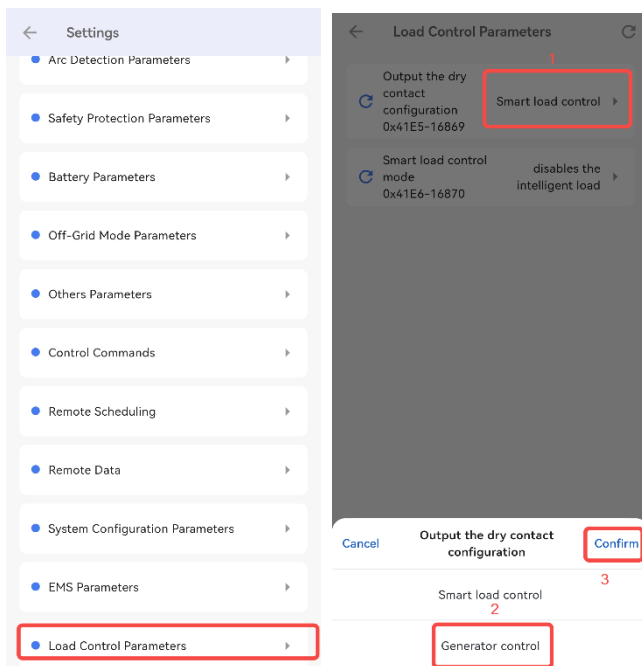 Settings
Arc Detection Parameters
Safety Protection Parameters
Battery Parameters
Off-Grid Mode Parameters
Others Parameters
Control Commands
Remote Scheduling
Remote Data
System Configuration Parameters
EMS Parameters
Load Control Parameters
Load Control Parameters
1
Output the dry
contact
configuration
0x41E5-16869
Smart load control
Smart load control
mode
0x41E6-16870
disables the
intelligent load
Cancel
Output the dry contact
configuration
Confirm
3
Smart load control
2
Generator control